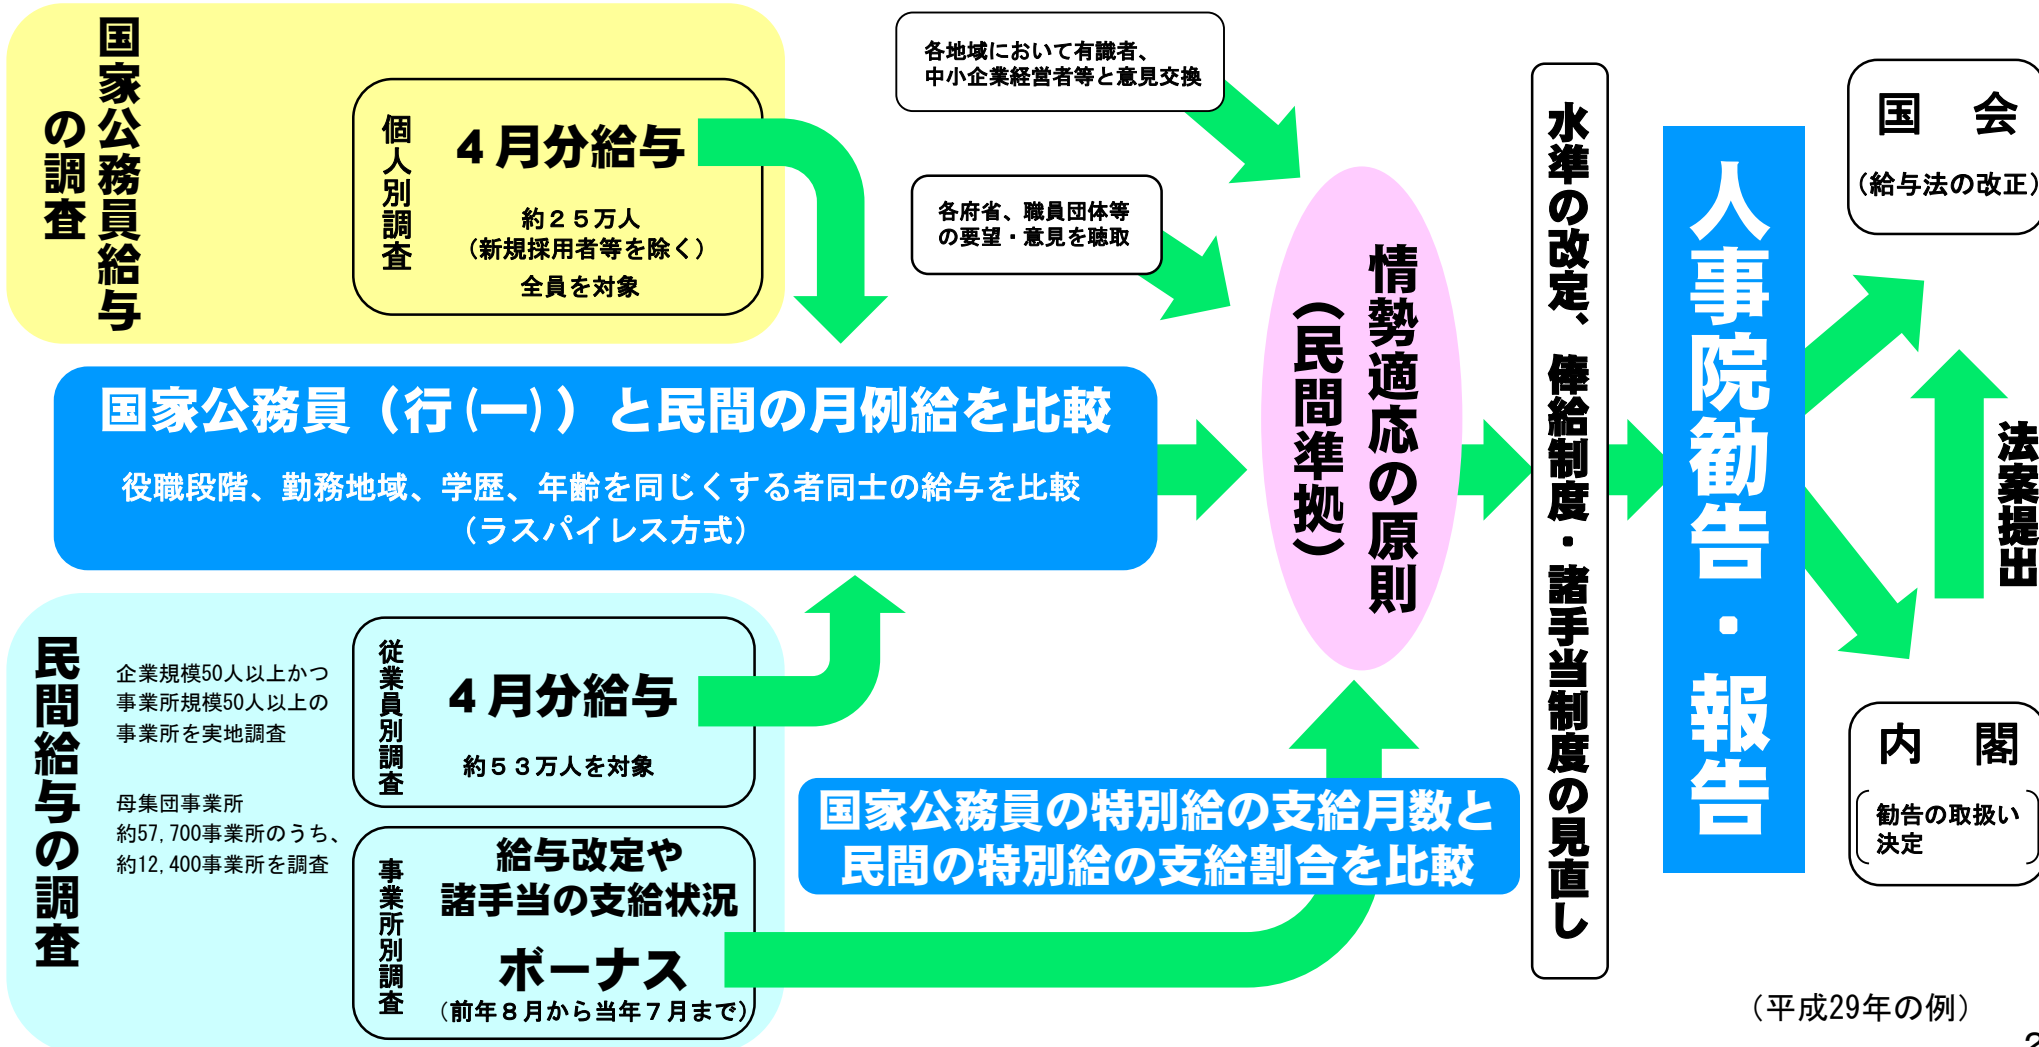 国家公務員給与
の調査
個人別調査
４月分給与
約２５万人
（新規採用者等を除く）
全員を対象
各地域において有識者、
中小企業経営者等と意見交換
各府省、職員団体等
の要望・意見を聴取
国家公務員（行(一)）と民間の月例給を比較
役職段階、勤務地域、学歴、年齢を同じくする者同士の給与を比較
（ラスパイレス方式）
民間給与の調査
企業規模50人以上かつ
事業所規模50人以上の
事業所を実地調査
母集団事業所
約57,700事業所のうち、
約12,400事業所を調査
従業員別調査
４月分給与
約５３万人を対象
事業所別調査
給与改定や
諸手当の支給状況
ボーナス
（前年８月から当年７月まで）
国家公務員の特別給の支給月数と
民間の特別給の支給割合を比較
情勢適応の原則
（民間準拠）
水準の改定、俸給制度・諸手当制度の見直し
人事院勧告・報告
国　会
（給与法の改正）
法案提出
内　閣
勧告の取扱い
決定
（平成29年の例）